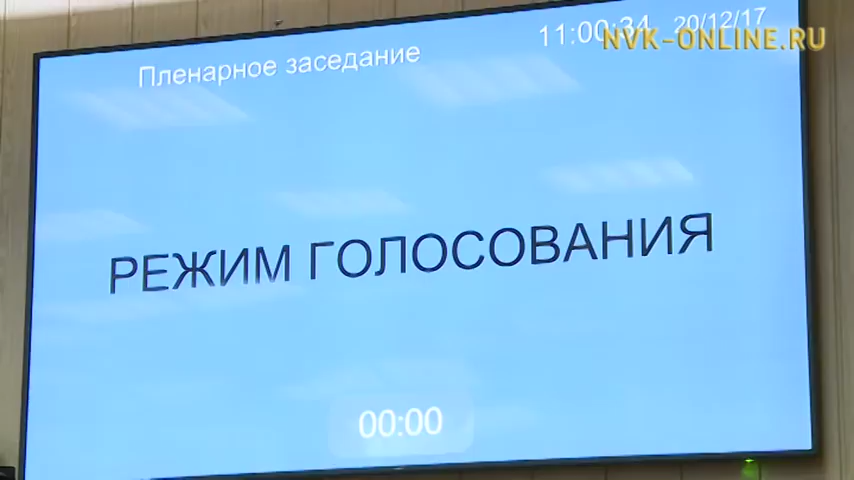 11:00:34 20/12/17
NVK-ONLINE.RU
Пленарное заседание
РЕЖИМ ГОЛОСОВАНИЯ
00:00